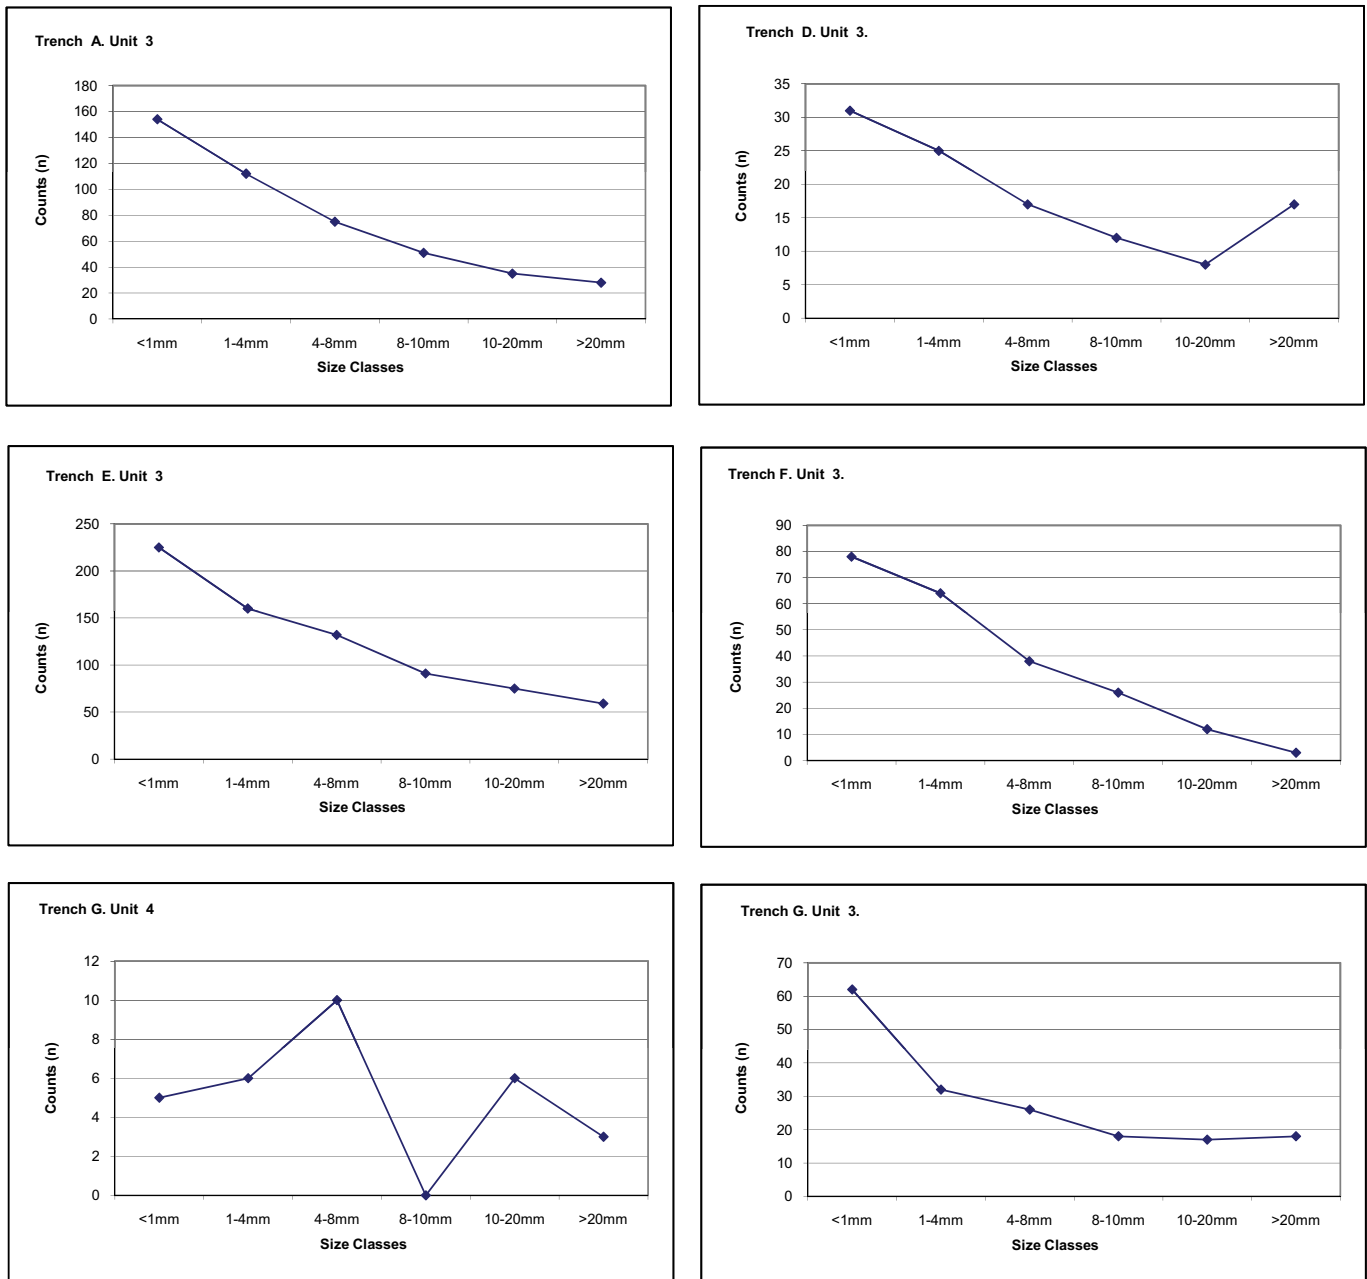 Trench A. Unit 3
Counts (n)
180
160
140
120
100
80
60
40
20
0
<1mm 1-4mm 4-8mm 8-10mm 10-20mm >20mm
Size Classes
Trench D. Unit 3.
Counts (n)
35
30
25
20
15
10
5
0
<1mm 1-4mm 4-8mm 8-10mm 10-20mm >20mm
Size Classes
Trench E. Unit 3
Counts (n)
250
200
150
100
50
0
<1mm 1-4mm 4-8mm 8-10mm 10-20mm >20mm
Size Classes
Trench F. Unit 3.
Counts (n)
90
80
70
60
50
40
30
20
10
0
<1mm 1-4mm 4-8mm 8-10mm 10-20mm >20mm
Size Classes
Trench G. Unit 4
Counts (n)
12
10
8
6
4
2
0
<1mm 1-4mm 4-8mm 8-10mm 10-20mm >20mm
Size Classes
Trench G. Unit 3.
Counts (n)
70
60
50
40
30
20
10
0
<1mm 1-4mm 4-8mm 8-10mm 10-20mm >20mm
Size Classes